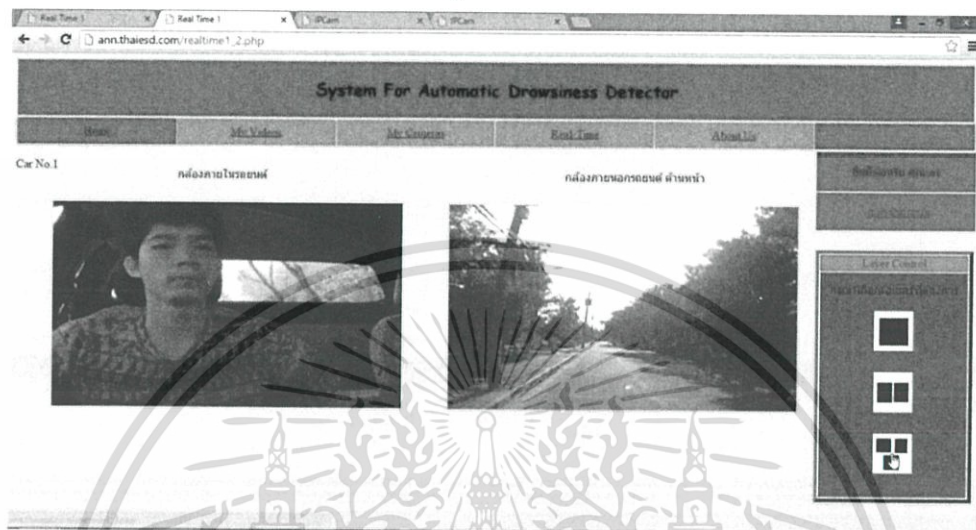 Real Time 1
Real Time 1
IPCam
IPCam
ann.thaiesd.com/realtime1_2.php
System For Automatic Drowsiness Detector
Home
My Videos
My Cameras
Real-Time
About Us
Car No.1
กล้องภายในรถยนต์
กล้องภายนอกรถยนต์ ด้านหน้า
Layer Control